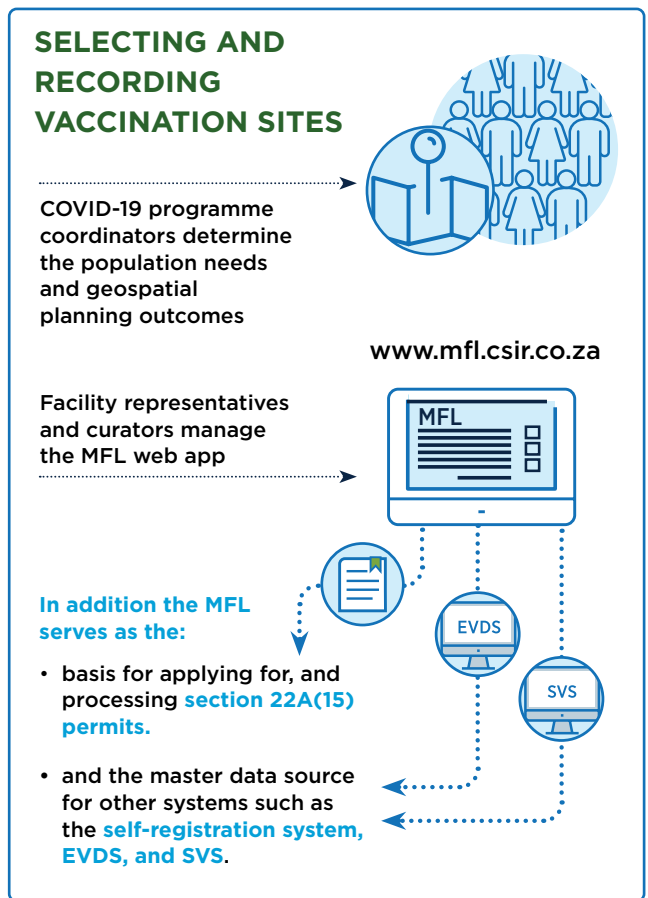 SELECTING AND
RECORDING
VACCINATION SITES
COVID-19 programme
coordinators determine
the population needs
and geospatial
planning outcomes
www.mfl.csir.co.za
Facility representatives
and curators manage
the MFL web app
MFL
In addition the MFL
serves as the:
EVDS
• basis for applying for, and
processing section 22A(15)
permits.
SVS
• and the master data source
for other systems such as
the self-registration system,
EVDS, and SVS.